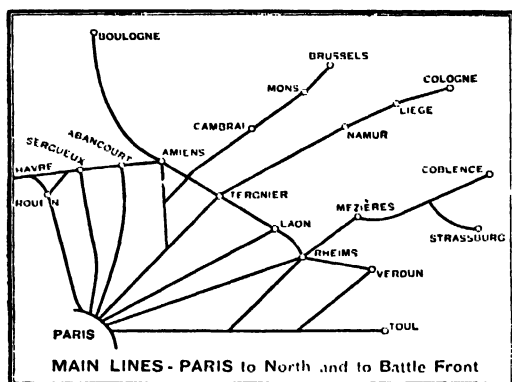 BOULOGNE
BRUSSELS
MONS
COLOGNE
LIEGE
CAMBRAI
NAMUR
ABANCOURT
AMIENS
SERQUEUX
HAVRE
ROUEN
TERGNIER
COBLENCE
MEZIÈRES
LAON
STRASSBURG
RHEIMS
VERDUN
PARIS
TOUL
MAIN LINES - PARIS to North and to Battle Front